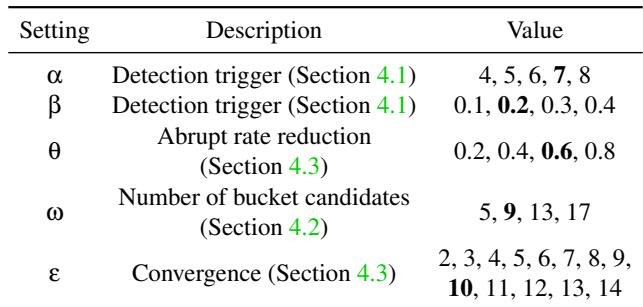 Setting Description Value
α Detection trigger (Section 4.1) 4, 5, 6, 7, 8
β Detection trigger (Section 4.1) 0.1, 0.2, 0.3, 0.4
θ Abrupt rate reduction
(Section 4.3) 0.2, 0.4, 0.6, 0.8
ω Number of bucket candidates
(Section 4.2) 5, 9, 13, 17
ε Convergence (Section 4.3) 2, 3, 4, 5, 6, 7, 8, 9,
10, 11, 12, 13, 14